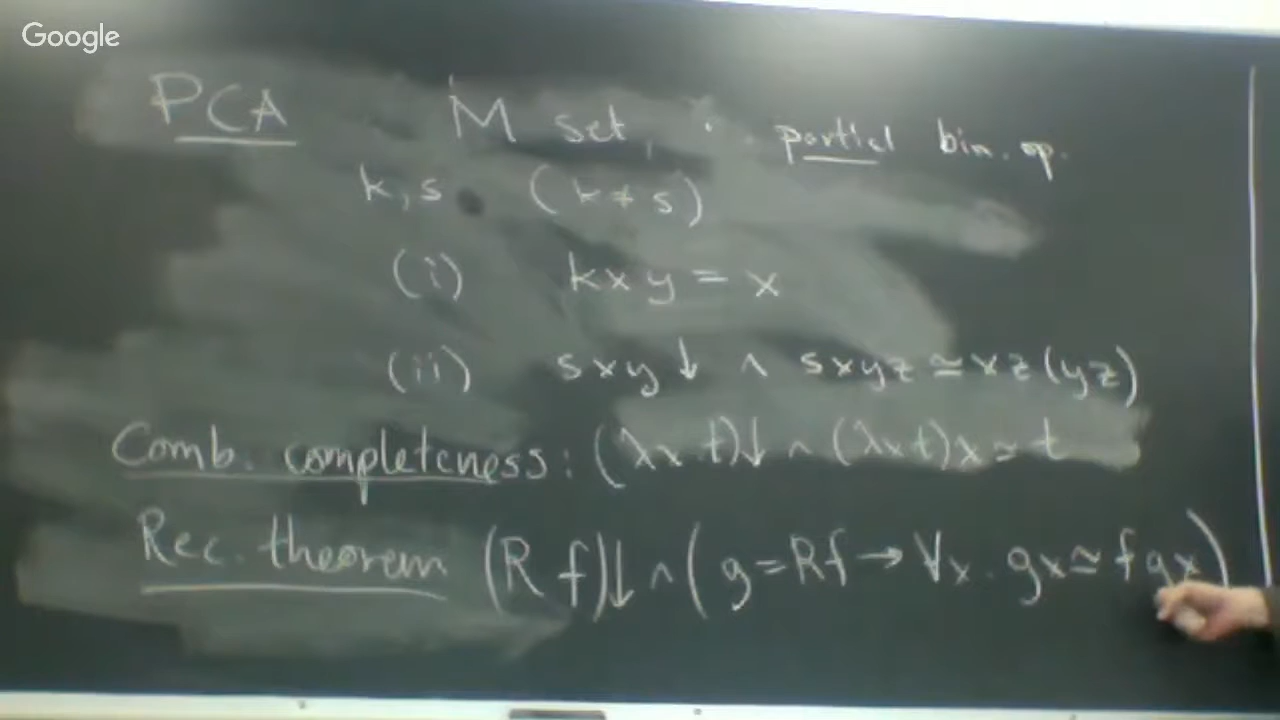 Google
PCA M set, · partial bin. op.
k, s (k ≠ s)
(i) kxy = x
(ii) sxy↓ ∧ sxyz ≃ xz(yz)
Comb. completeness: (λx t)↓ ∧ (λx t)x ≃ t
Rec. theorem (R f)↓ ∧ (g = Rf → ∀x. gx ≃ fgx)